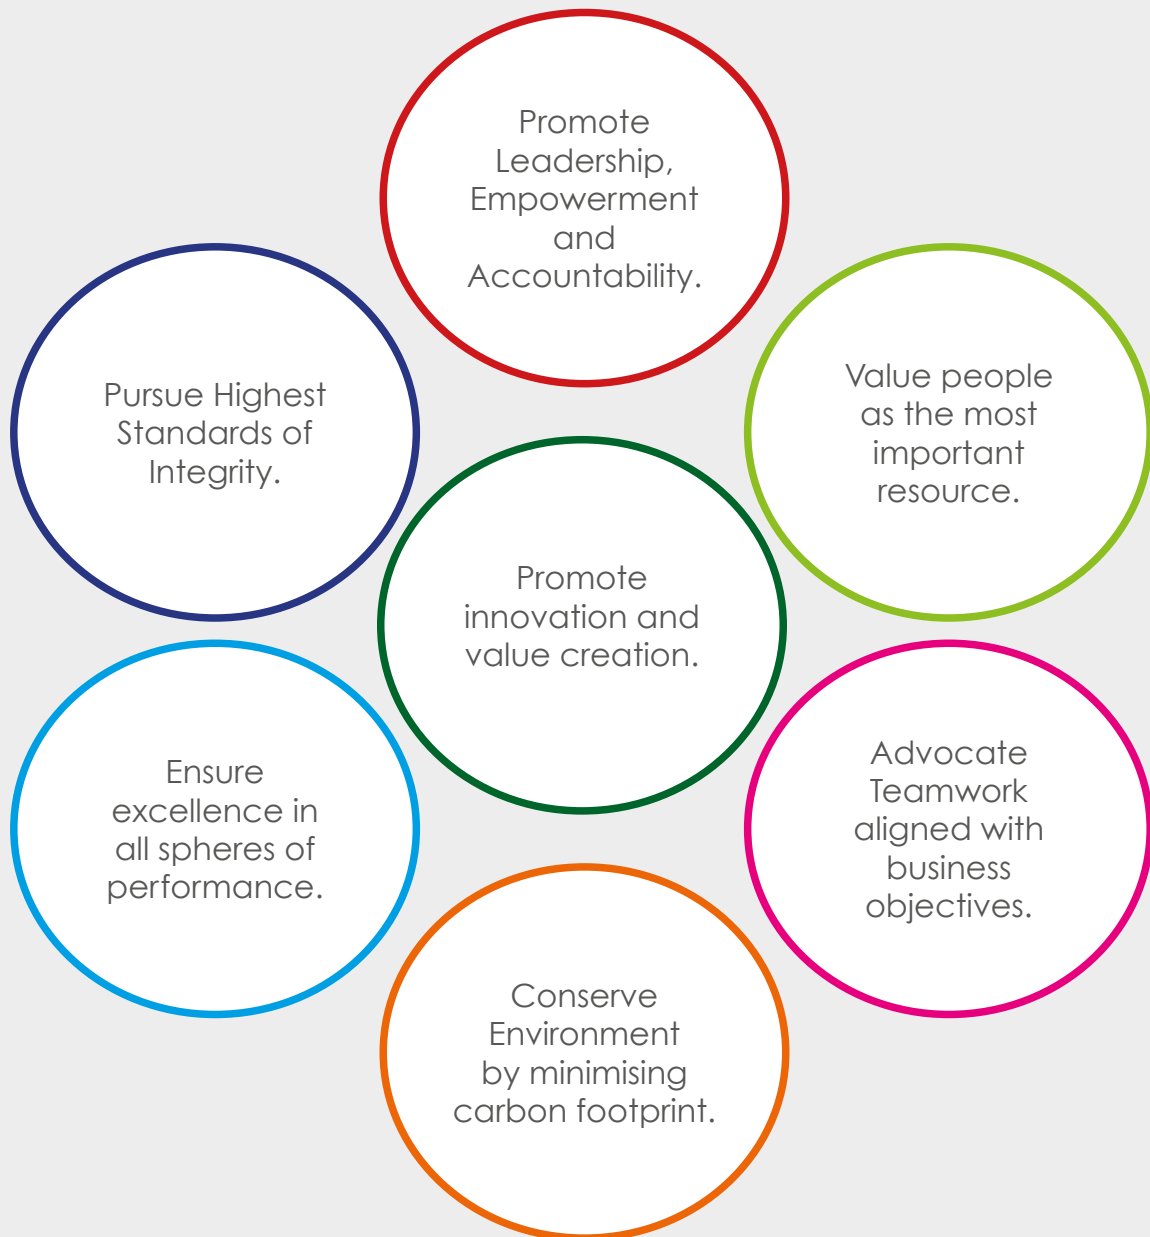 Promote
Leadership,
Empowerment
and
Accountability.
Pursue Highest
Standards of
Integrity.
Value people
as the most
important
resource.
Promote
innovation and
value creation.
Ensure
excellence in
all spheres of
performance.
Advocate
Teamwork
aligned with
business
objectives.
Conserve
Environment
by minimising
carbon footprint.